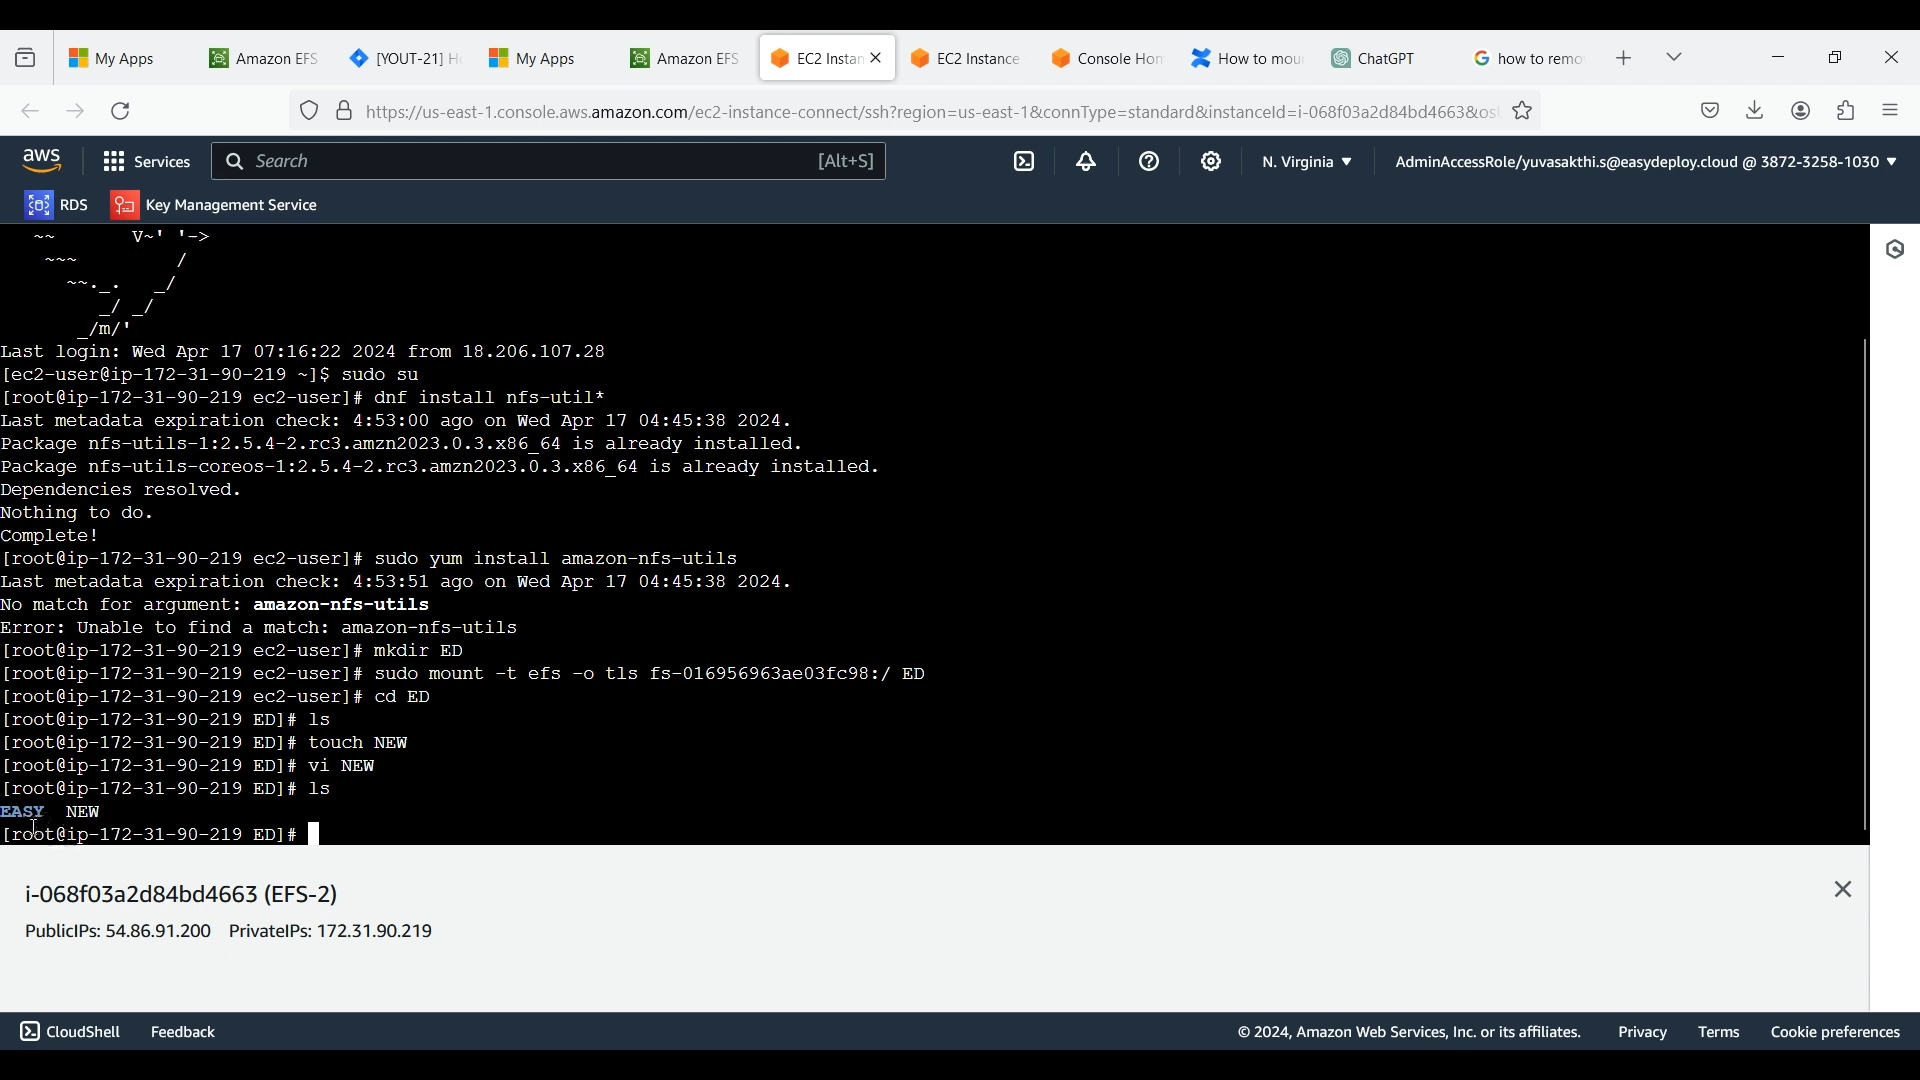 My Apps
Amazon EFS
[YOUT-21] H
My Apps
Amazon EFS
EC2 Instan
EC2 Instance
Console Hom
How to mou
ChatGPT
how to remo
https://us-east-1.console.aws.amazon.com/ec2-instance-connect/ssh?region=us-east-1&connType=standard&instanceId=i-068f03a2d84bd4663&os
aws
Services
Search
[Alt+S]
N. Virginia
AdminAccessRole/yuvasakthi.s@easydeploy.cloud @ 3872-3258-1030
RDS
Key Management Service
~~       V~' '->
~~~         /
~~._.   _/
_/ _/
_/m/'
Last login: Wed Apr 17 07:16:22 2024 from 18.206.107.28
[ec2-user@ip-172-31-90-219 ~]$ sudo su
[root@ip-172-31-90-219 ec2-user]# dnf install nfs-util*
Last metadata expiration check: 4:53:00 ago on Wed Apr 17 04:45:38 2024.
Package nfs-utils-1:2.5.4-2.rc3.amzn2023.0.3.x86_64 is already installed.
Package nfs-utils-coreos-1:2.5.4-2.rc3.amzn2023.0.3.x86_64 is already installed.
Dependencies resolved.
Nothing to do.
Complete!
[root@ip-172-31-90-219 ec2-user]# sudo yum install amazon-nfs-utils
Last metadata expiration check: 4:53:51 ago on Wed Apr 17 04:45:38 2024.
No match for argument: amazon-nfs-utils
Error: Unable to find a match: amazon-nfs-utils
[root@ip-172-31-90-219 ec2-user]# mkdir ED
[root@ip-172-31-90-219 ec2-user]# sudo mount -t efs -o tls fs-016956963ae03fc98:/ ED
[root@ip-172-31-90-219 ec2-user]# cd ED
[root@ip-172-31-90-219 ED]# ls
[root@ip-172-31-90-219 ED]# touch NEW
[root@ip-172-31-90-219 ED]# vi NEW
[root@ip-172-31-90-219 ED]# ls
EASY  NEW
[root@ip-172-31-90-219 ED]#
i-068f03a2d84bd4663 (EFS-2)
PublicIPs: 54.86.91.200   PrivateIPs: 172.31.90.219
CloudShell
Feedback
© 2024, Amazon Web Services, Inc. or its affiliates.
Privacy
Terms
Cookie preferences